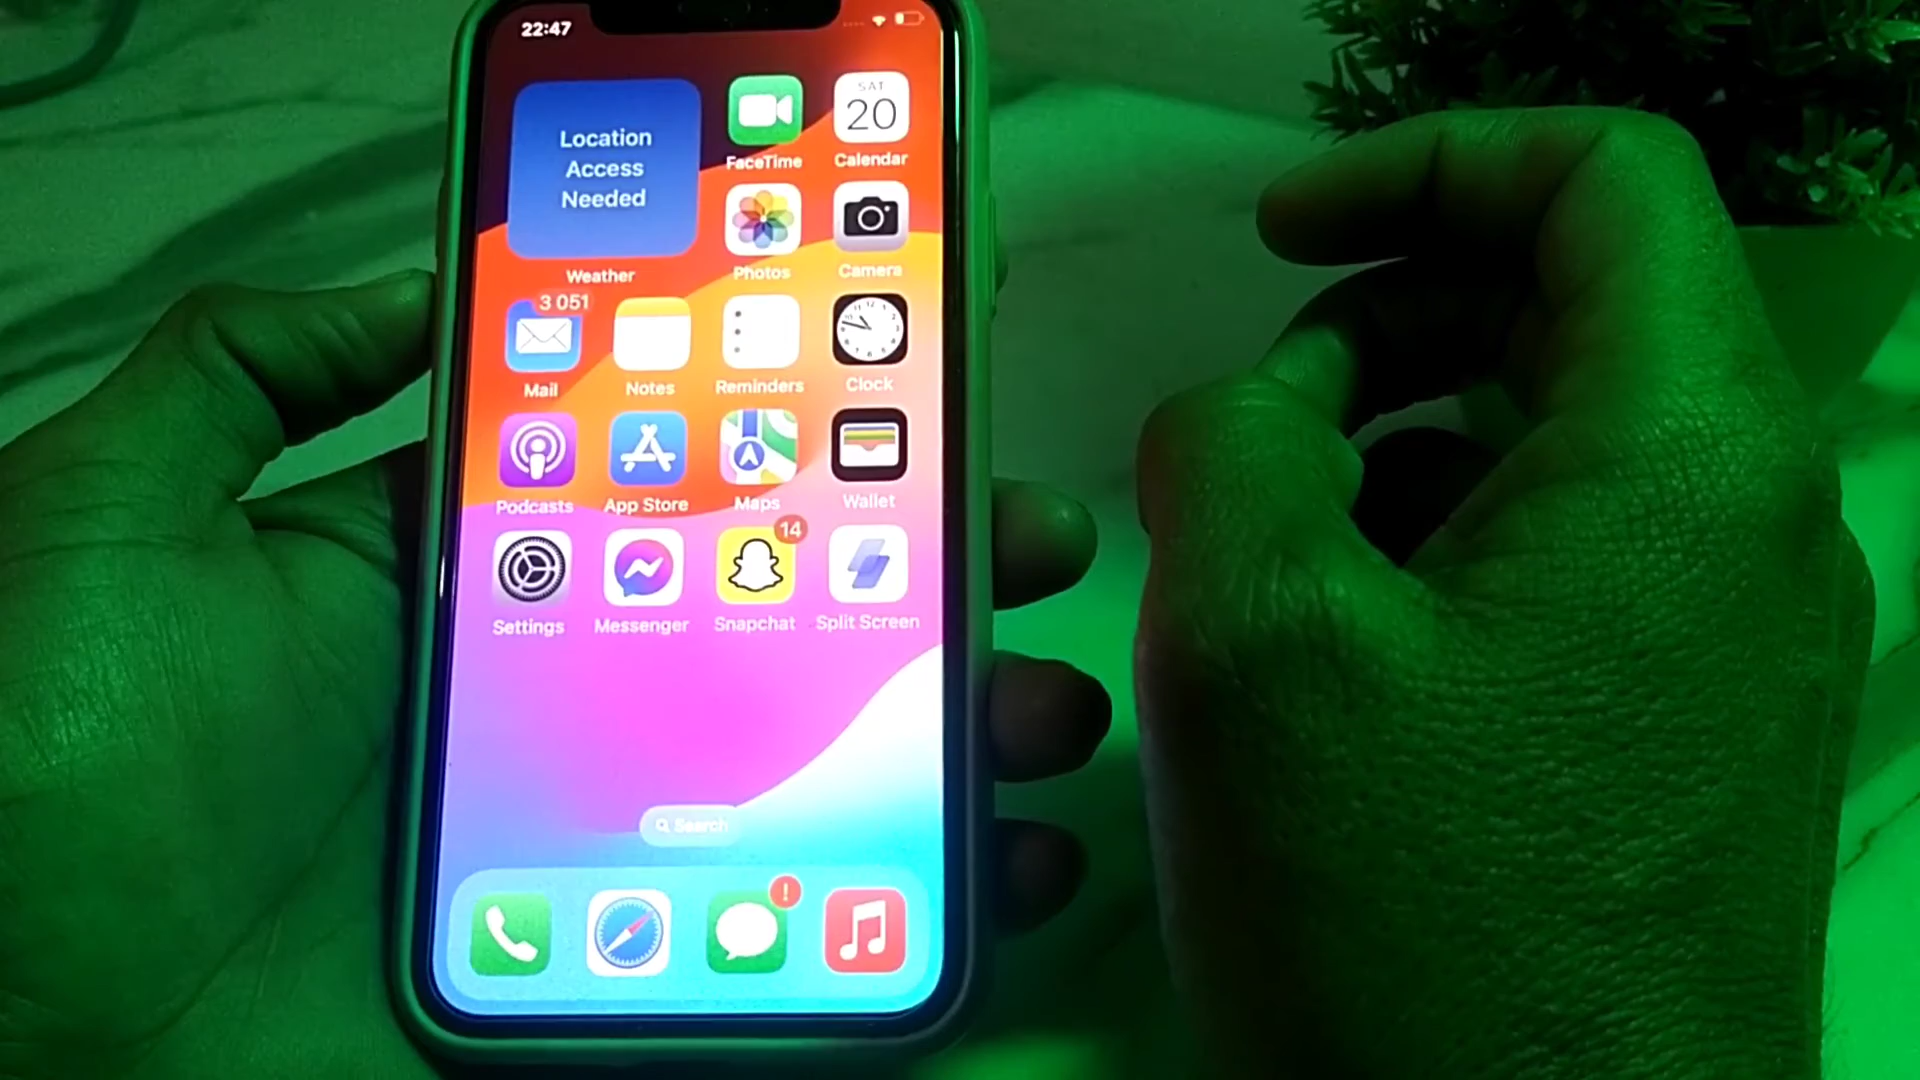 22:47
Location
Access
Needed
Weather
FaceTime
SAT
20
Calendar
Photos
Camera
3 051
Mail
Notes
Reminders
Clock
Podcasts
App Store
Maps
Wallet
Settings
Messenger
14
Snapchat
Split Screen
Search
!